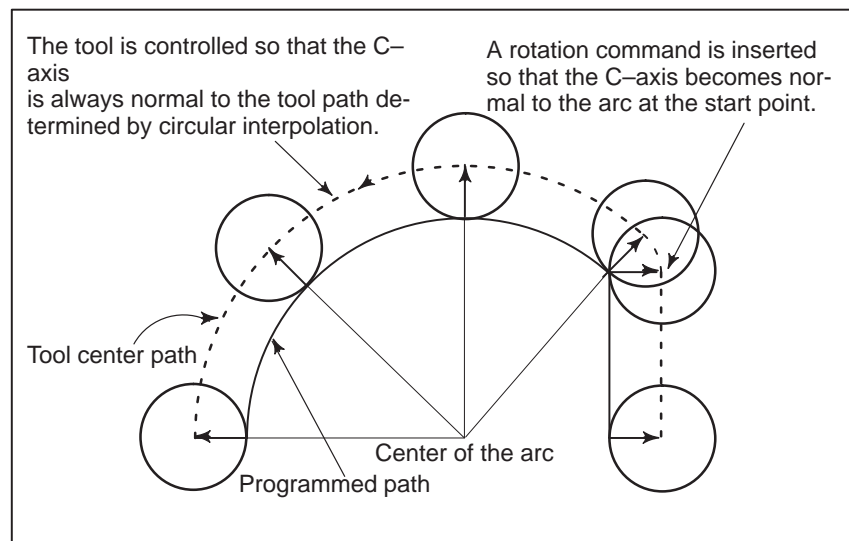 The tool is controlled so that the C–
axis
is always normal to the tool path de-
termined by circular interpolation.
A rotation command is inserted
so that the C–axis becomes nor-
mal to the arc at the start point.
Tool center path
Center of the arc
Programmed path